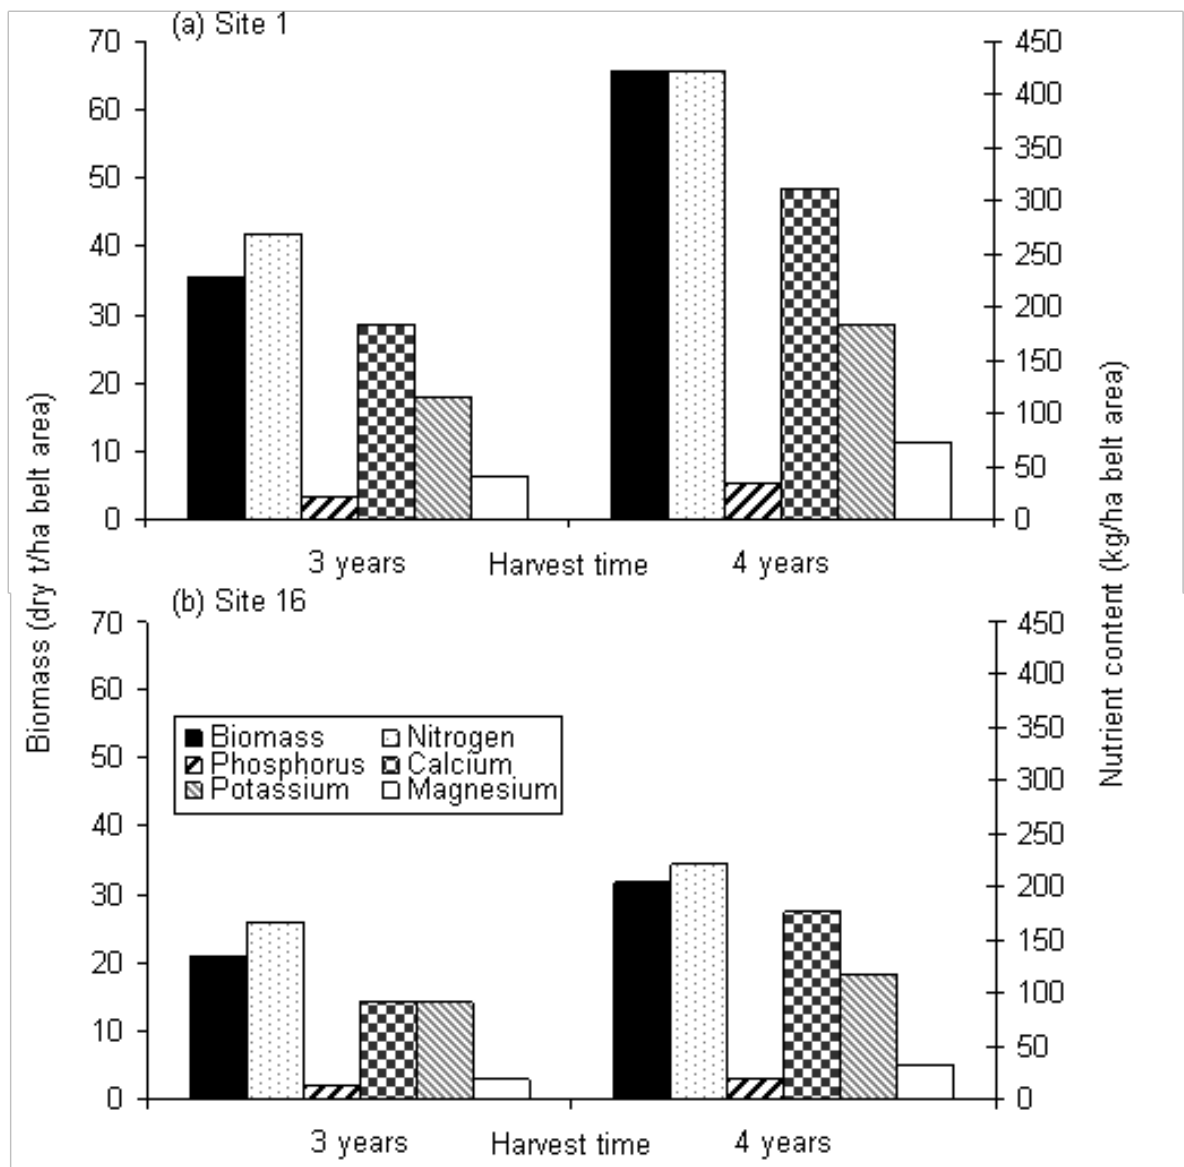 (a) Site 1
70
60
50
40
30
20
10
0
450
400
350
300
250
200
150
100
50
0
3 years
Harvest time
4 years
(b) Site 16
70
60
50
40
30
20
10
0
450
400
350
300
250
200
150
100
50
0
Biomass
Nitrogen
Phosphorus
Calcium
Potassium
Magnesium
3 years
Harvest time
4 years
Biomass (dry t/ha belt area)
Nutrient content (kg/ha belt area)